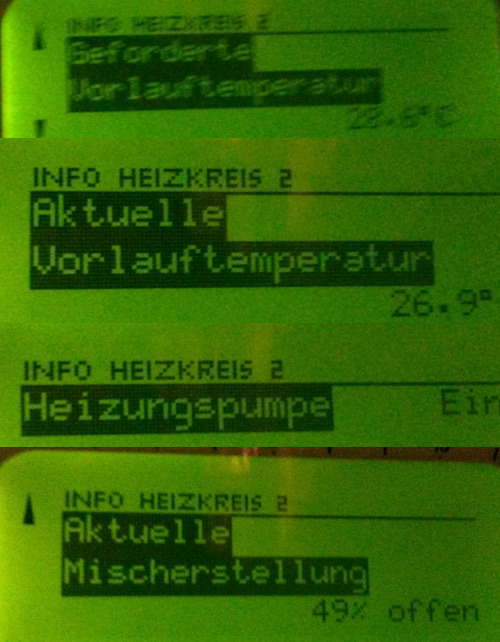 INFO HEIZKREIS 2
Geforderte
Vorlauftemperatur
INFO HEIZKREIS 2
Aktuelle
Vorlauftemperatur
26.9°
INFO HEIZKREIS 2
Heizungspumpe Ein
INFO HEIZKREIS 2
Aktuelle
Mischerstellung
49% offen